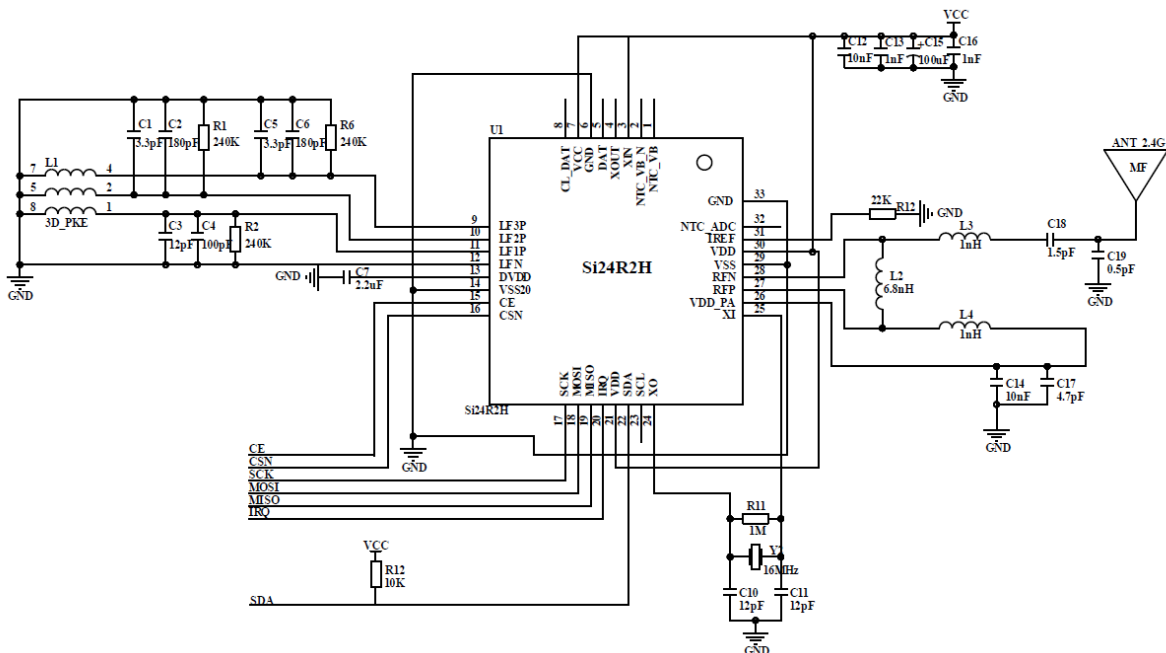 VCC
C12
10nF
C13
1nF
C15
100uF
C16
1nF
GND
C1
3.3pF
C2
180pF
R1
240K
C5
3.3pF
C6
180pF
R6
240K
U1
8 7 6 5 4 3 2 1
CL_DAT
VCC
GND
DAT
XOUT
XIN
NTC_VB_N
NTC_VB
ANT 2.4G
MF
L1
7 4
5 2
8 1
3D_PKE
C3
12pF
C4
100pF
R2
240K
GND
GND
C7
2.2uF
9 LF3P
10 LF2P
11 LF1P
12 LFN
13 DVDD
14 VSS20
15 CE
16 CSN
Si24R2H
GND 33
NTC_ADC 32
IREF 31
VDD 30
VSS 29
RFN 28
RFP 27
VDD_PA 26
XI 25
22K
R12
GND
L3
1nH
C18
1.5pF
C19
0.5pF
GND
L2
6.8nH
L4
1nH
C14
10nF
C17
4.7pF
GND
SCK
MOSI
MISO
IRQ
VDD
SDA
SCL
XO
Si24R2H
17 18 19 20 21 22 23 24
GND
CE
CSN
SCK
MOSI
MISO
IRQ
VCC
R12
10K
SDA
R11
1M
16MHz
C10
12pF
C11
12pF
GND